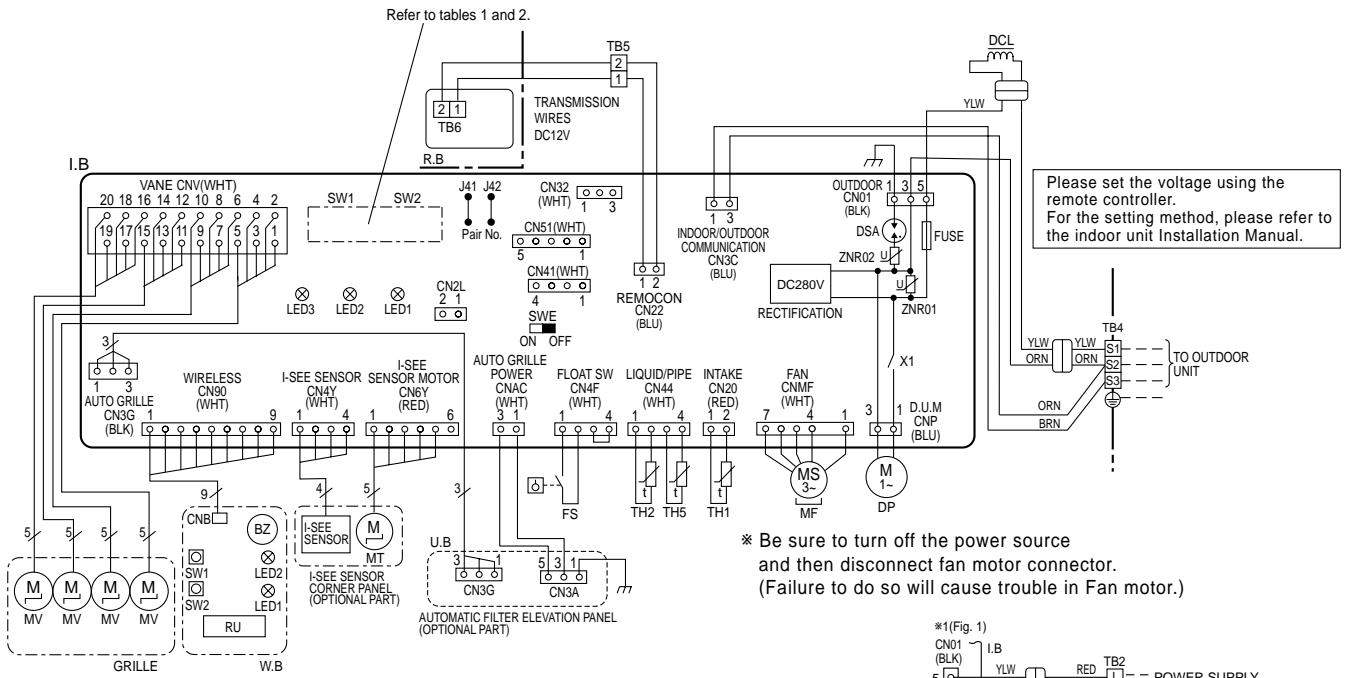 Refer to tables 1 and 2.
TB5
2
1
DCL
YLW
2 1
TB6
TRANSMISSION
WIRES
DC12V
R.B
I.B
VANE CNV(WHT)
20 18 16 14 12 10 8 6 4 2
19 17 15 13 11 9 7 5 3 1
SW1 SW2
J41 J42
Pair No.
CN32
(WHT)
1 3
CN51(WHT)
5 1
CN41(WHT)
4 1
SWE
ON OFF
LED3 LED2 LED1
CN2L
2 1
1 3
INDOOR/OUTDOOR
COMMUNICATION
CN3C
(BLU)
1 2
REMOCON
CN22
(BLU)
OUTDOOR 1 3 5
CN01
(BLK)
DSA
FUSE
ZNR02 U
U
ZNR01
DC280V
RECTIFICATION
X1
Please set the voltage using the
remote controller.
For the setting method, please refer to
the indoor unit Installation Manual.
TB4
YLW YLW S1
ORN ORN S2
S3
TO OUTDOOR
UNIT
ORN
BRN
3
1 3
AUTO GRILLE
CN3G
(BLK)
WIRELESS
CN90
(WHT)
1 9
I-SEE SENSOR
CN4Y
(WHT)
1 4
I-SEE
SENSOR MOTOR
CN6Y
(RED)
1 6
AUTO GRILLE
POWER
CNAC
(WHT)
3 1
FLOAT SW
CN4F
(WHT)
1 4
LIQUID/PIPE
CN44
(WHT)
1 2 3 4
INTAKE
CN20
(RED)
1 2
FAN
CNMF
(WHT)
7 4 1
3 1
D.U.M
CNP
(BLU)
9
4
5
3
CNB
BZ
SW1
SW2
LED2
LED1
RU
W.B
I-SEE
SENSOR
M
MT
I-SEE SENSOR
CORNER PANEL
(OPTIONAL PART)
U.B
3 1
CN3G
5 3 1
CN3A
AUTOMATIC FILTER ELEVATION PANEL
(OPTIONAL PART)
FS
t t t
TH2 TH5 TH1
MS
3~
MF
M
1~
DP
5 5 5 5
M M M M
MV MV MV MV
GRILLE
※ Be sure to turn off the power source
and then disconnect fan motor connector.
(Failure to do so will cause trouble in Fan motor.)
※1(Fig. 1)
CN01
(BLK)
I.B
5 YLW RED TB2
L POWER SUPPLY